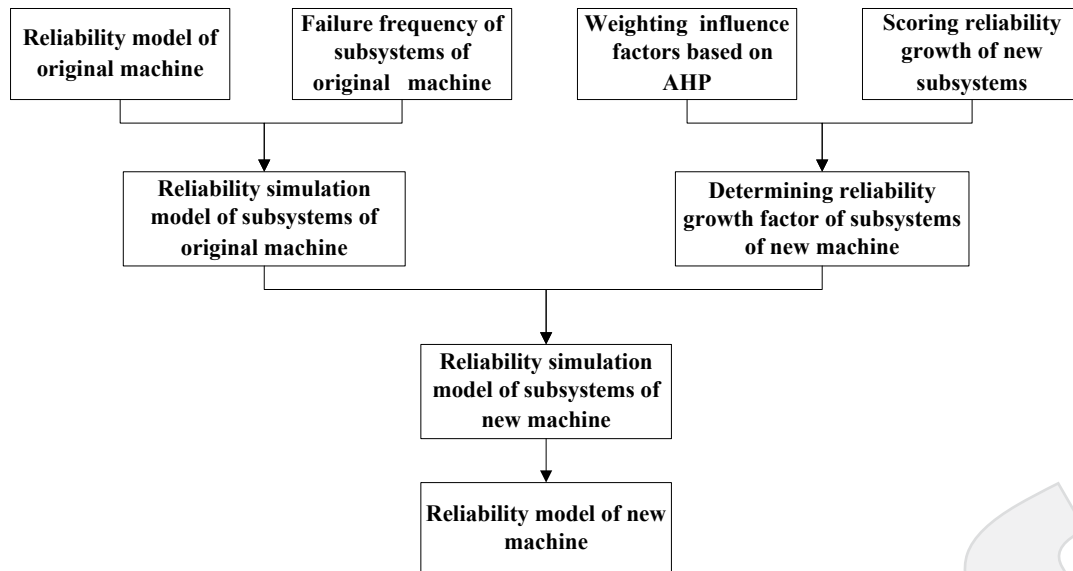 Reliability model of
original machine
Failure frequency of
subsystems of
original machine
Weighting influence
factors based on
AHP
Scoring reliability
growth of new
subsystems
Reliability simulation
model of subsystems of
original machine
Determining reliability
growth factor of subsystems
of new machine
Reliability simulation
model of subsystems of
new machine
Reliability model of new
machine